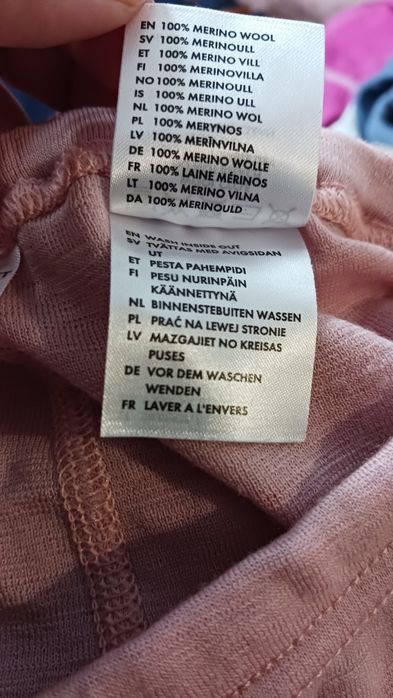 EN 100% MERINO WOOL
SV 100% MERINOULL
ET 100% MERINO VILL
FI 100% MERINOVILLA
NO 100% MERINOULL
IS 100% MERINO ULL
NL 100% MERINO WOL
PL 100% MERYNOS
LV 100% MERĪNVILNA
DE 100% MERINO WOLLE
FR 100% LAINE MÉRINOS
LT 100% MERINO VILNA
DA 100% MERINOULD
EN WASH INSIDE OUT
SV TVÄTTAS MED AVIGSIDAN
UT
ET PESTA PAHEMPIDI
FI PESU NURINPÄIN
KÄÄNNETTYNÄ
NL BINNENSTEBUITEN WASSEN
PL PRAĆ NA LEWEJ STRONIE
LV MAZGAJIET NO KREISAS
PUSES
DE VOR DEM WASCHEN
WENDEN
FR LAVER A L'ENVERS